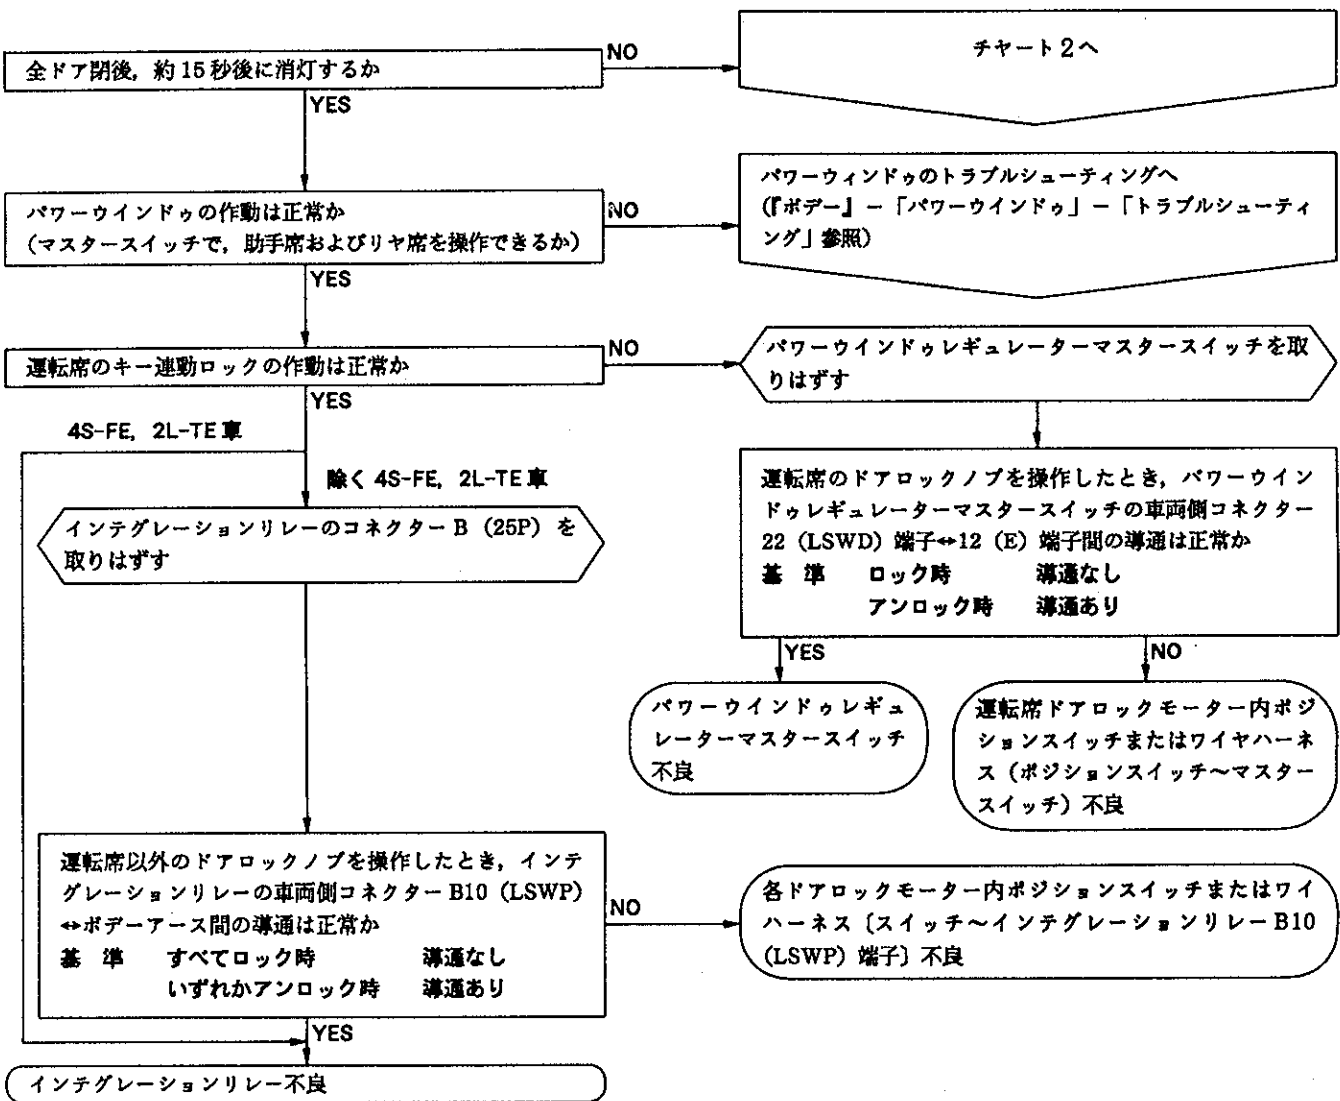 全ドア閉後，約15秒後に消灯するか
NO
チャート2へ
YES
パワーウインドゥの作動は正常か
(マスタースイッチで，助手席およびリヤ席を操作できるか)
NO
パワーウィンドゥのトラブルシューティングへ
(『ボデー』－「パワーウインドゥ」－「トラブルシューティ
ング」参照)
YES
運転席のキー連動ロックの作動は正常か
NO
パワーウインドゥレギュレーターマスタースイッチを取
りはずす
YES
4S-FE，2L-TE車
除く4S-FE，2L-TE車
インテグレーションリレーのコネクターB（25P）を
取りはずす
運転席のドアロックノブを操作したとき，パワーウイン
ドゥレギュレーターマスタースイッチの車両側コネクター
22（LSWD）端子↔12（E）端子間の導通は正常か
基　準　ロック時　導通なし
アンロック時　導通あり
YES
NO
パワーウインドゥレギュ
レーターマスタースイッチ
不良
運転席ドアロックモーター内ポジ
ションスイッチまたはワイヤハーネ
ス（ポジションスイッチ～マスター
スイッチ）不良
運転席以外のドアロックノブを操作したとき，インテ
グレーションリレーの車両側コネクターB10（LSWP）
↔ボデーアース間の導通は正常か
基　準　すべてロック時　導通なし
いずれかアンロック時　導通あり
NO
各ドアロックモーター内ポジションスイッチまたはワイ
ハーネス〔スイッチ～インテグレーションリレーB10
（LSWP）端子〕不良
YES
インテグレーションリレー不良